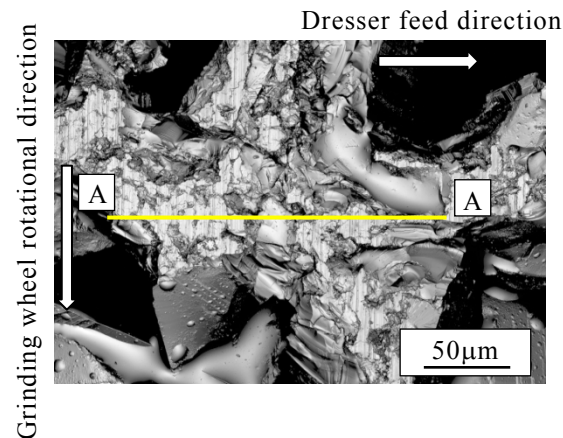 Dresser feed direction
Grinding wheel rotational direction
A
A
50μm